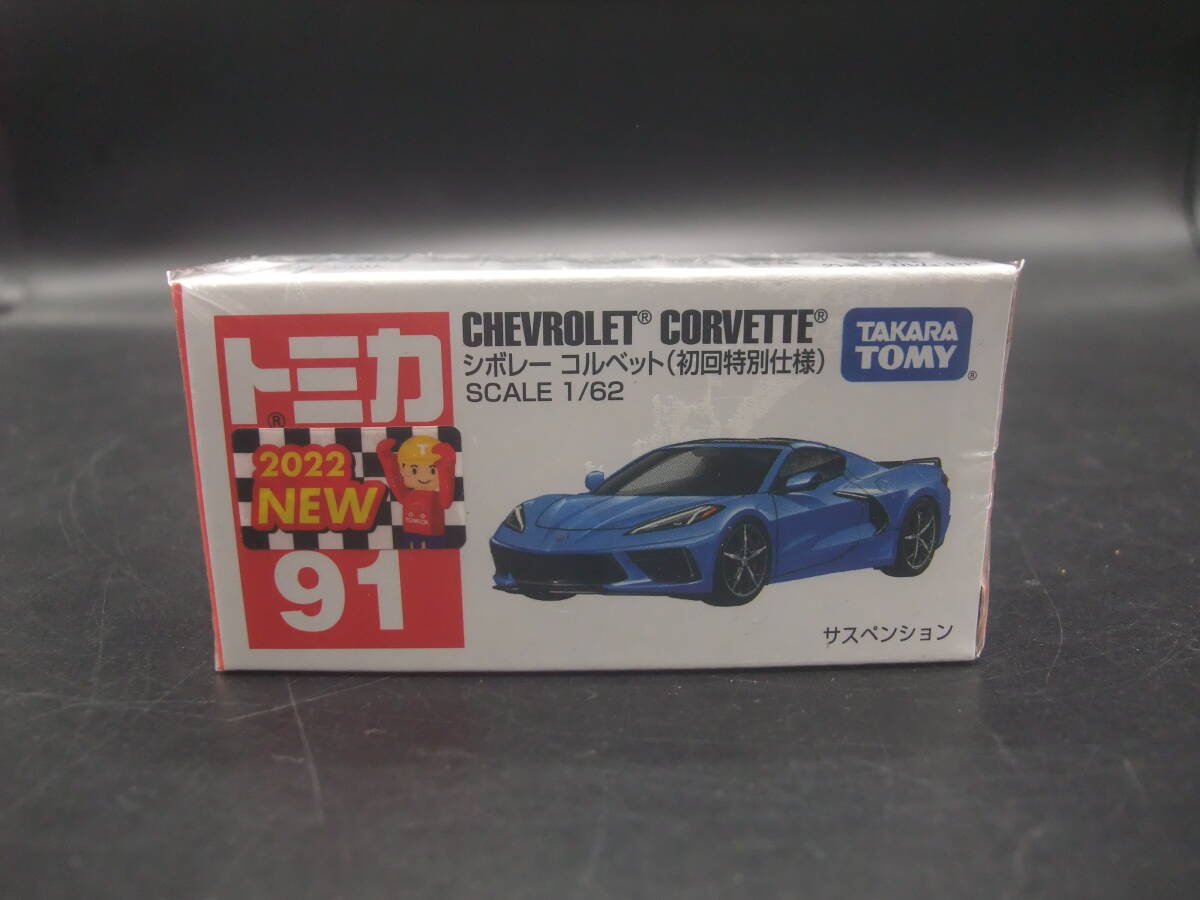 トミカ®
2022
NEW
91
CHEVROLET® CORVETTE®
シボレー コルベット(初回特別仕様)
SCALE 1/62
TAKARA
TOMY®
サスペンション